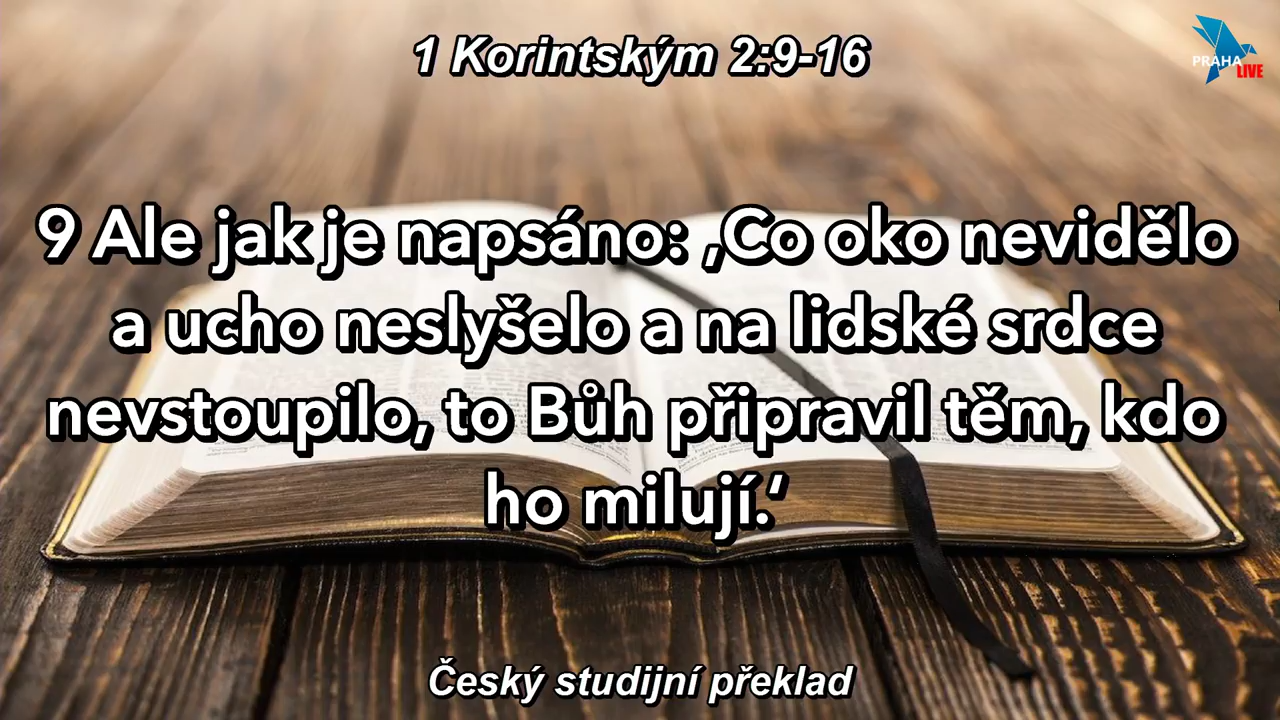 1 Korintským 2:9-16
PRAHA
LIVE
9 Ale jak je napsáno: ‚Co oko nevidělo
a ucho neslyšelo a na lidské srdce
nevstoupilo, to Bůh připravil těm, kdo
ho milují.‘
Český studijní překlad